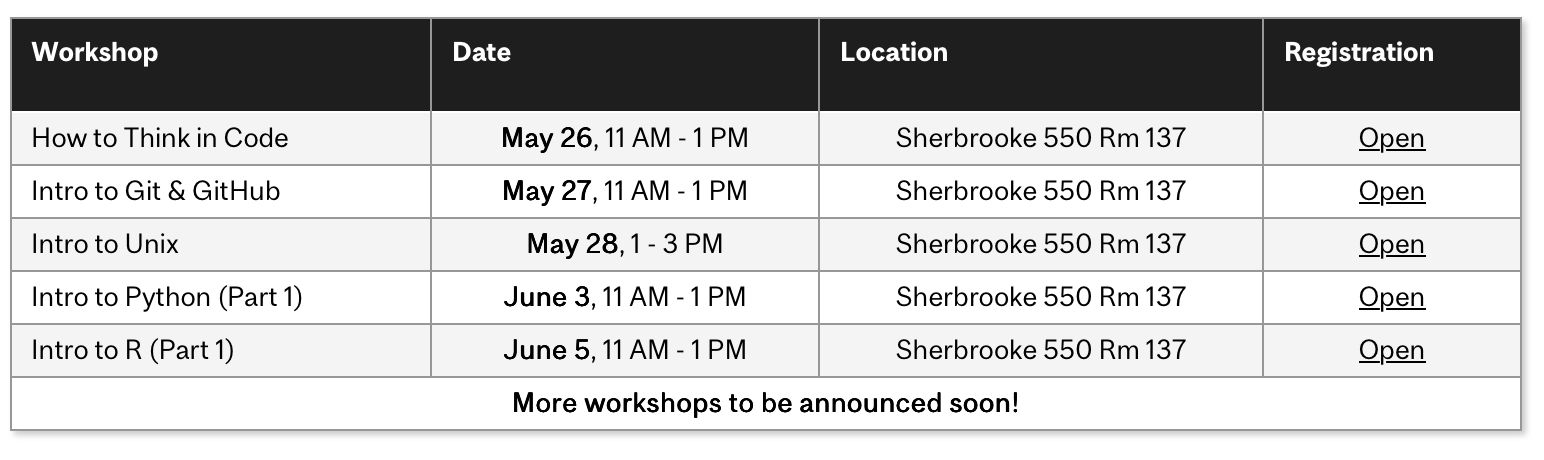 Workshop Date Location Registration
How to Think in Code May 26, 11 AM - 1 PM Sherbrooke 550 Rm 137 Open
Intro to Git & GitHub May 27, 11 AM - 1 PM Sherbrooke 550 Rm 137 Open
Intro to Unix May 28, 1 - 3 PM Sherbrooke 550 Rm 137 Open
Intro to Python (Part 1) June 3, 11 AM - 1 PM Sherbrooke 550 Rm 137 Open
Intro to R (Part 1) June 5, 11 AM - 1 PM Sherbrooke 550 Rm 137 Open
More workshops to be announced soon!